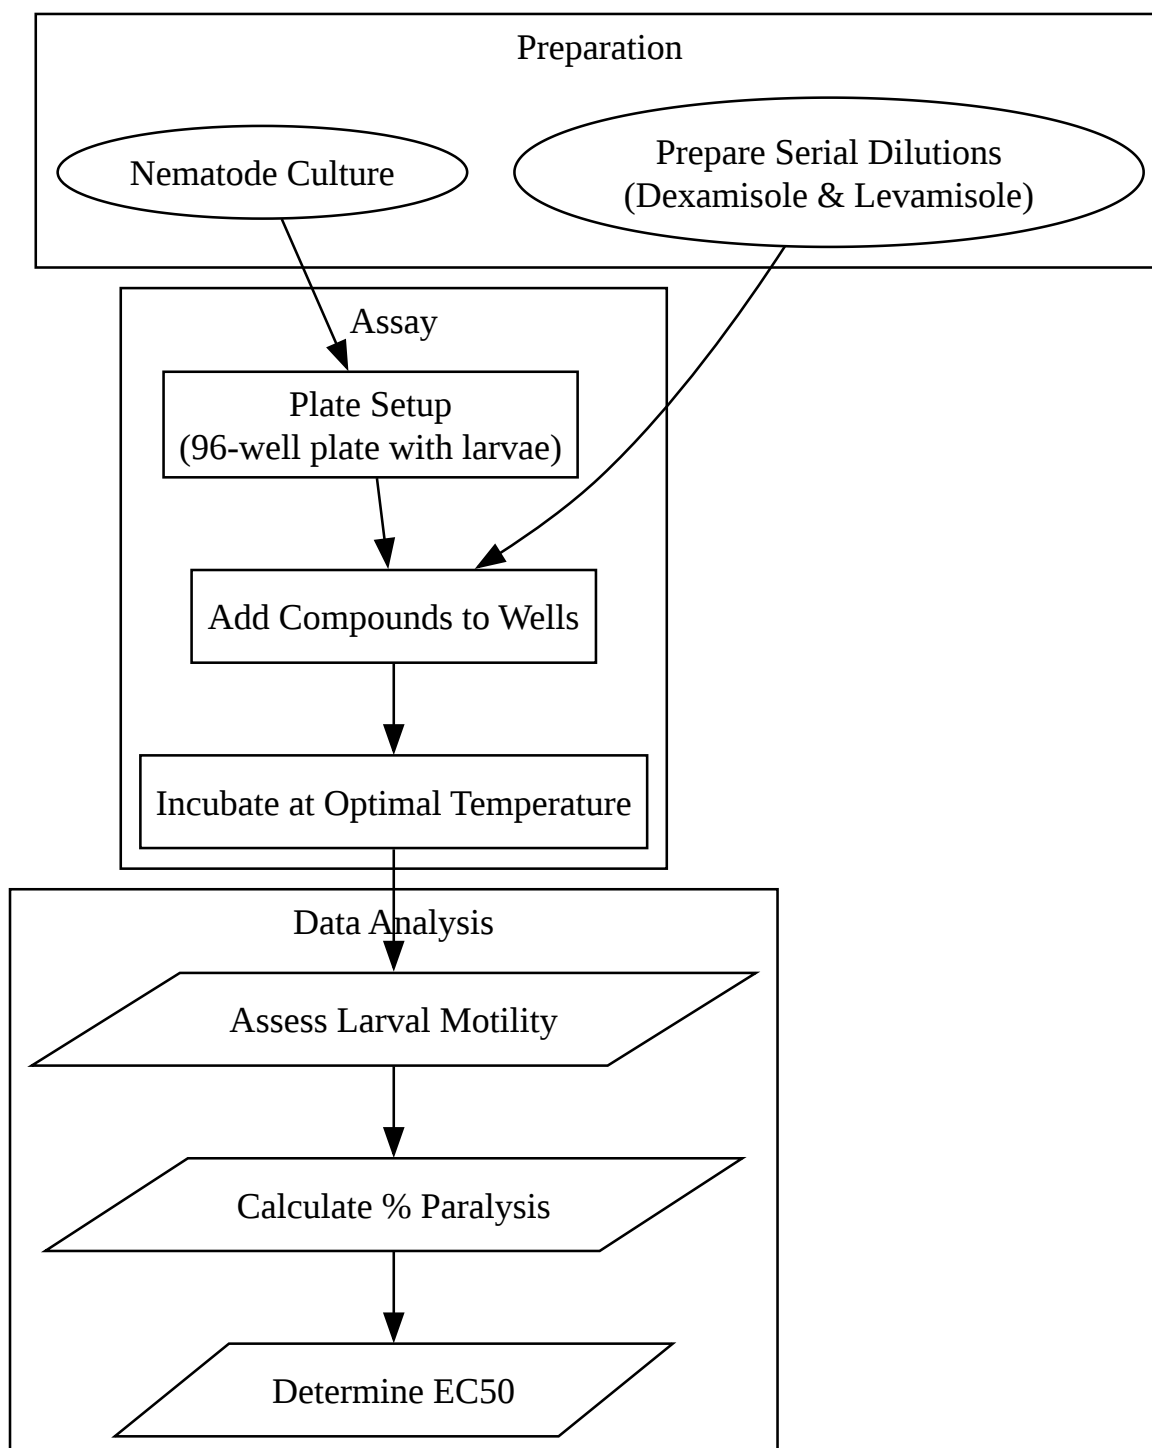 Preparation
Nematode Culture
Prepare Serial Dilutions
(Dexamisole & Levamisole)
Assay
Plate Setup
(96-well plate with larvae)
Add Compounds to Wells
Incubate at Optimal Temperature
Data Analysis
Assess Larval Motility
Calculate % Paralysis
Determine EC50